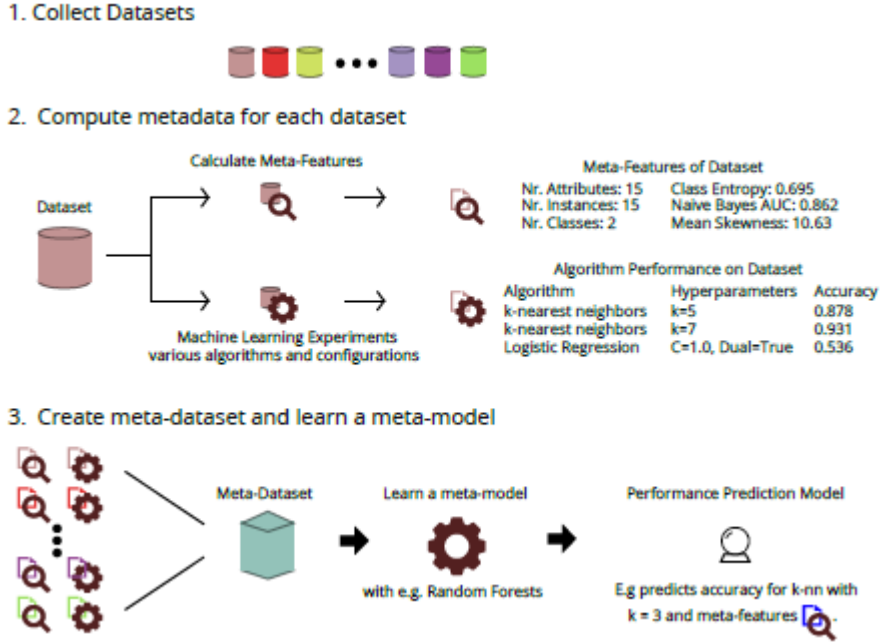 1. Collect Datasets
2. Compute metadata for each dataset
Calculate Meta-Features
Dataset
Machine Learning Experiments
various algorithms and configurations
Meta-Features of Dataset
Nr. Attributes: 15 Class Entropy: 0.695
Nr. Instances: 15 Naive Bayes AUC: 0.862
Nr. Classes: 2 Mean Skewness: 10.63
Algorithm Performance on Dataset
Algorithm Hyperparameters Accuracy
k-nearest neighbors k=5 0.878
k-nearest neighbors k=7 0.931
Logistic Regression C=1.0, Dual=True 0.536
3. Create meta-dataset and learn a meta-model
Meta-Dataset
Learn a meta-model
with e.g. Random Forests
Performance Prediction Model
E.g predicts accuracy for k-nn with
k = 3 and meta-features .